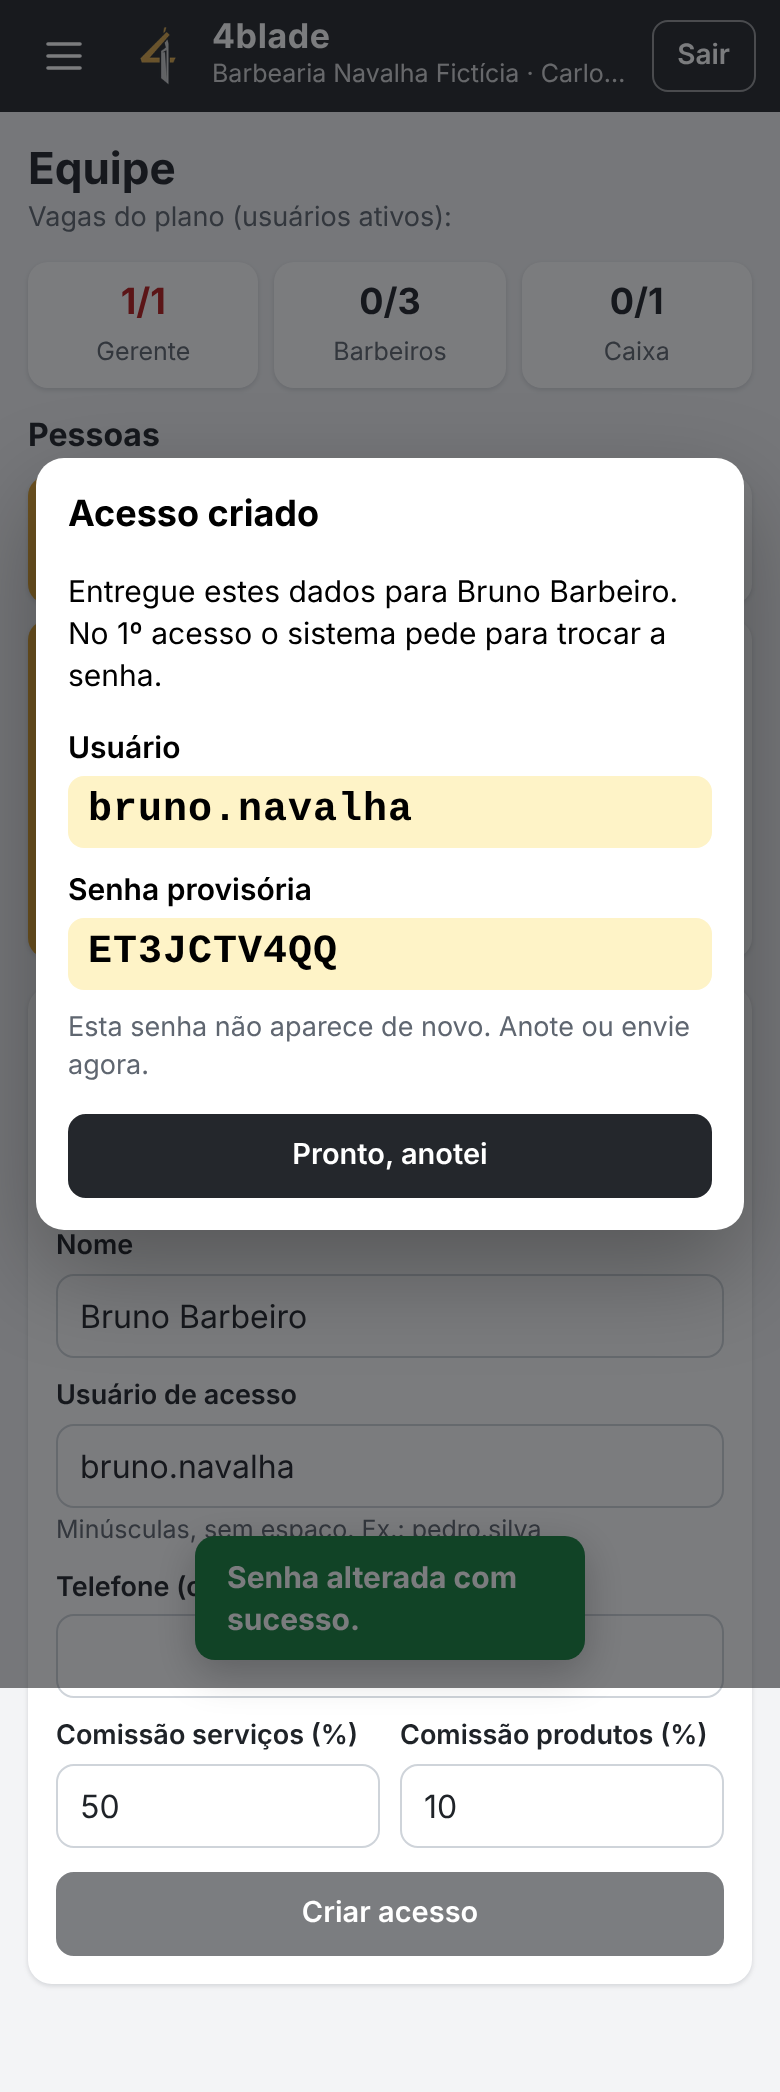 4blade
Barbearia Navalha Fictícia · Carlo...
Sair
Equipe
Vagas do plano (usuários ativos):
1/1
Gerente
0/3
Barbeiros
0/1
Caixa
Pessoas
Acesso criado
Entregue estes dados para Bruno Barbeiro.
No 1º acesso o sistema pede para trocar a
senha.
Usuário
bruno.navalha
Senha provisória
ET3JCTV4QQ
Esta senha não aparece de novo. Anote ou envie
agora.
Pronto, anotei
Nome
Bruno Barbeiro
Usuário de acesso
bruno.navalha
Minúsculas, sem espaço. Ex.: pedro.silva
Telefone (
Senha alterada com
sucesso.
Comissão serviços (%)
Comissão produtos (%)
50
10
Criar acesso